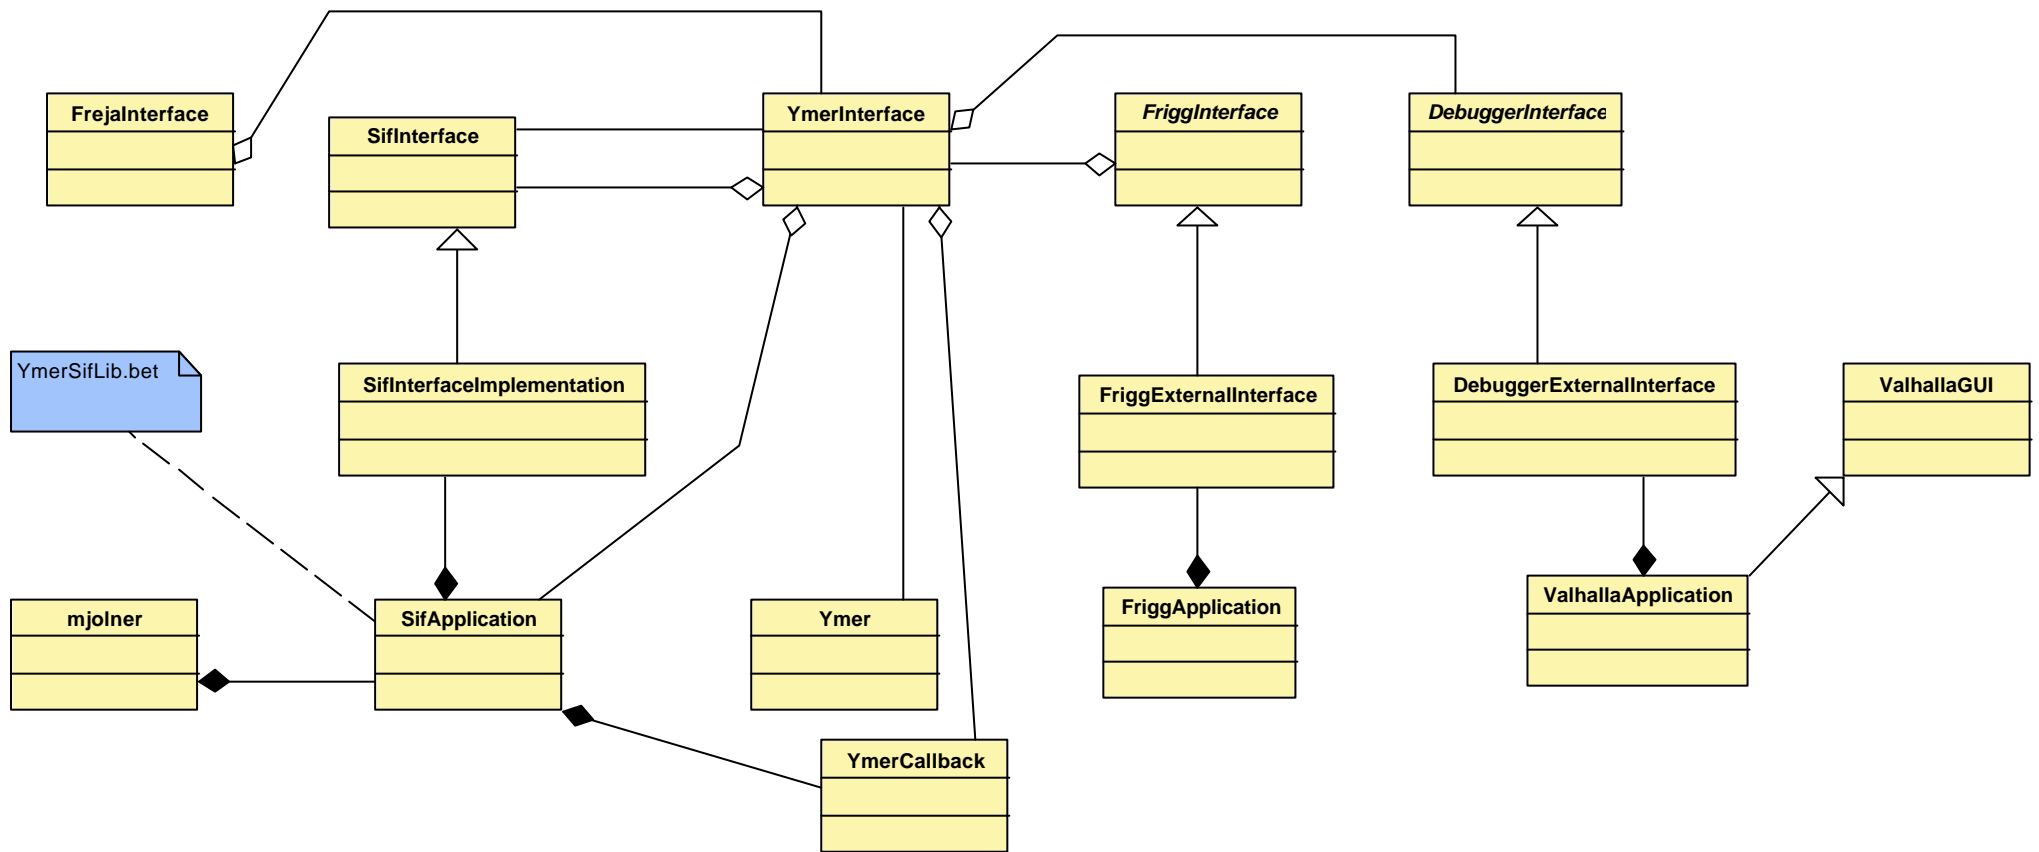 FrejaInterface
SifInterface
YmerInterface
FriggInterface
DebuggerInterface
YmerSifLib.bet
SifInterfaceImplementation
FriggExternalInterface
DebuggerExternalInterface
ValhallaGUI
mjolner
SifApplication
Ymer
FriggApplication
ValhallaApplication
YmerCallback